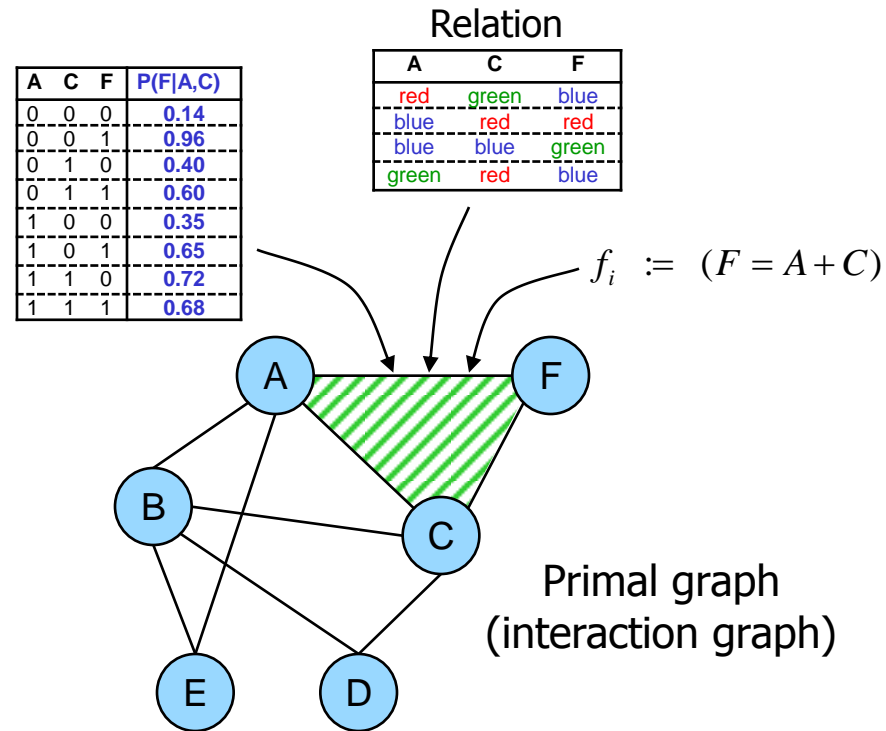 Relation
A C F P(F|A,C)
0 0 0 0.14
0 0 1 0.96
0 1 0 0.40
0 1 1 0.60
1 0 0 0.35
1 0 1 0.65
1 1 0 0.72
1 1 1 0.68
A C F
red green blue
blue red red
blue blue green
green red blue
f_i := (F = A + C)
A
F
B
C
Primal graph
(interaction graph)
E
D